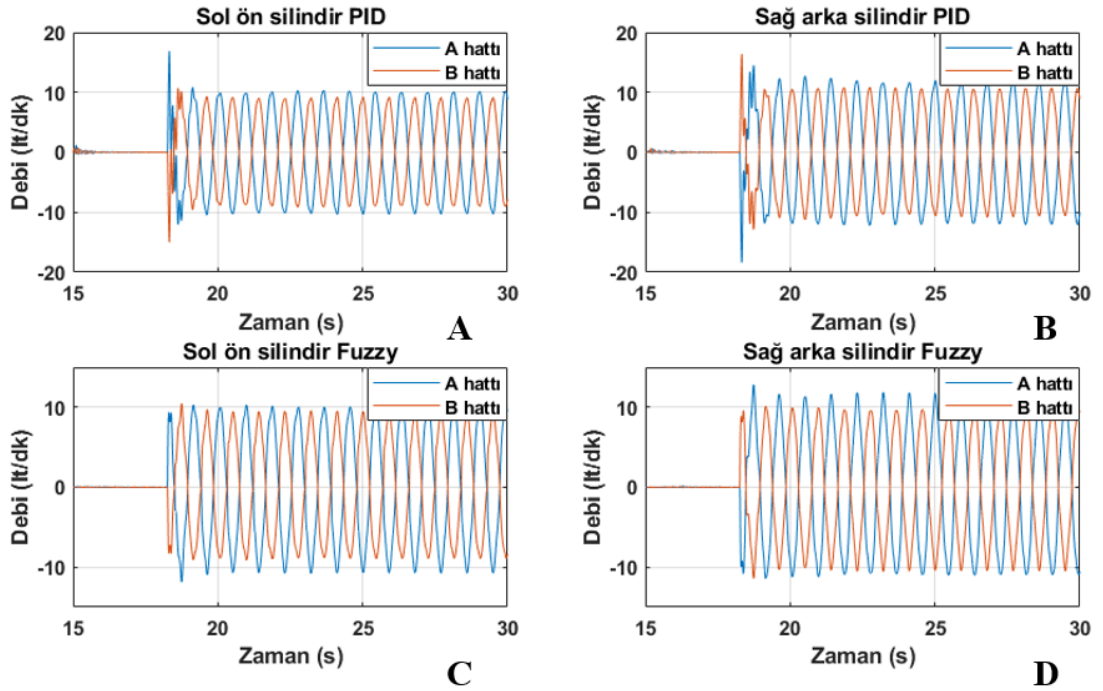 Sol ön silindir PID
20
10
0
-10
-20
Debi (lt/dk)
A hattı
B hattı
15
20
25
30
Zaman (s)
A
Sağ arka silindir PID
20
10
0
-10
-20
Debi (lt/dk)
A hattı
B hattı
15
20
25
30
Zaman (s)
B
Sol ön silindir Fuzzy
10
0
-10
Debi (lt/dk)
A hattı
B hattı
15
20
25
30
Zaman (s)
C
Sağ arka silindir Fuzzy
10
0
-10
Debi (lt/dk)
A hattı
B hattı
15
20
25
30
Zaman (s)
D